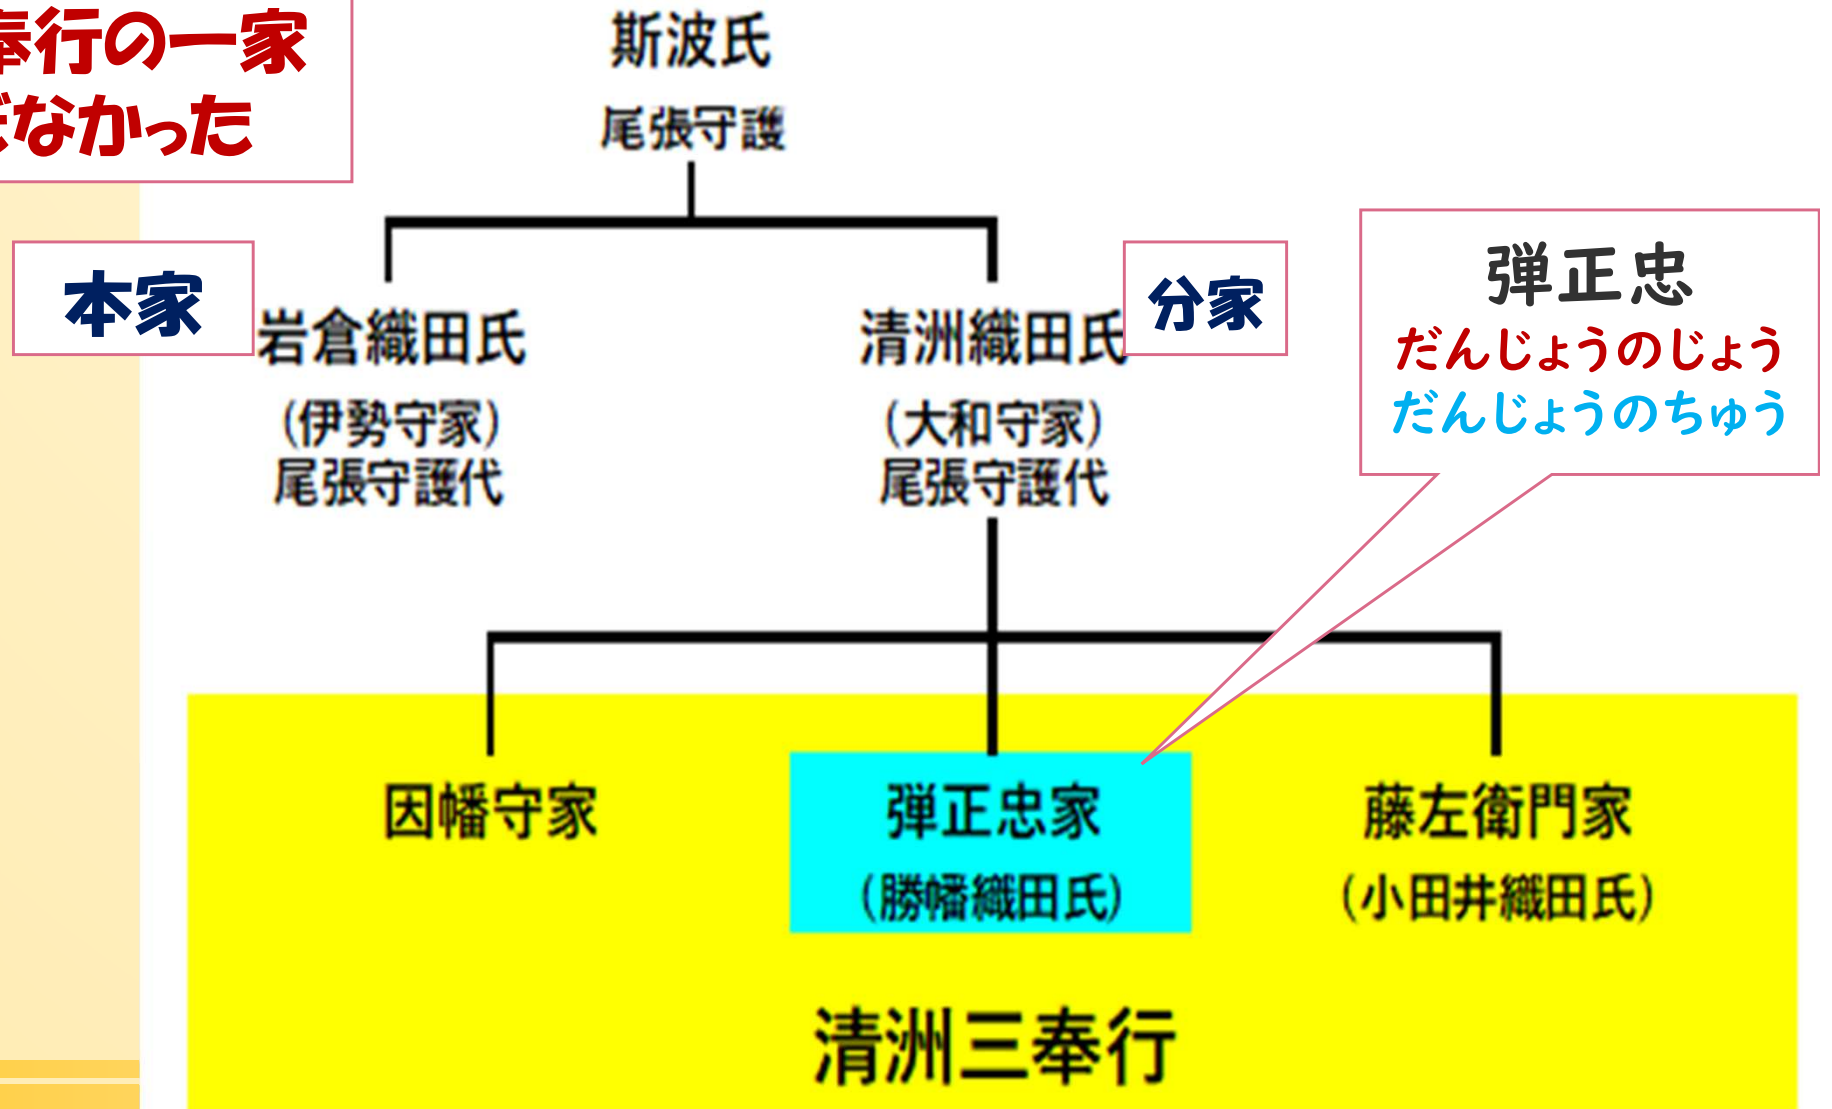 奉行の一家
ぎなかった
斯波氏
尾張守護
本家
岩倉織田氏
(伊勢守家)
尾張守護代
清洲織田氏
(大和守家)
尾張守護代
分家
弾正忠
だんじょうのじょう
だんじょうのちゅう
因幡守家
弾正忠家
(勝幡織田氏)
藤左衛門家
(小田井織田氏)
清洲三奉行